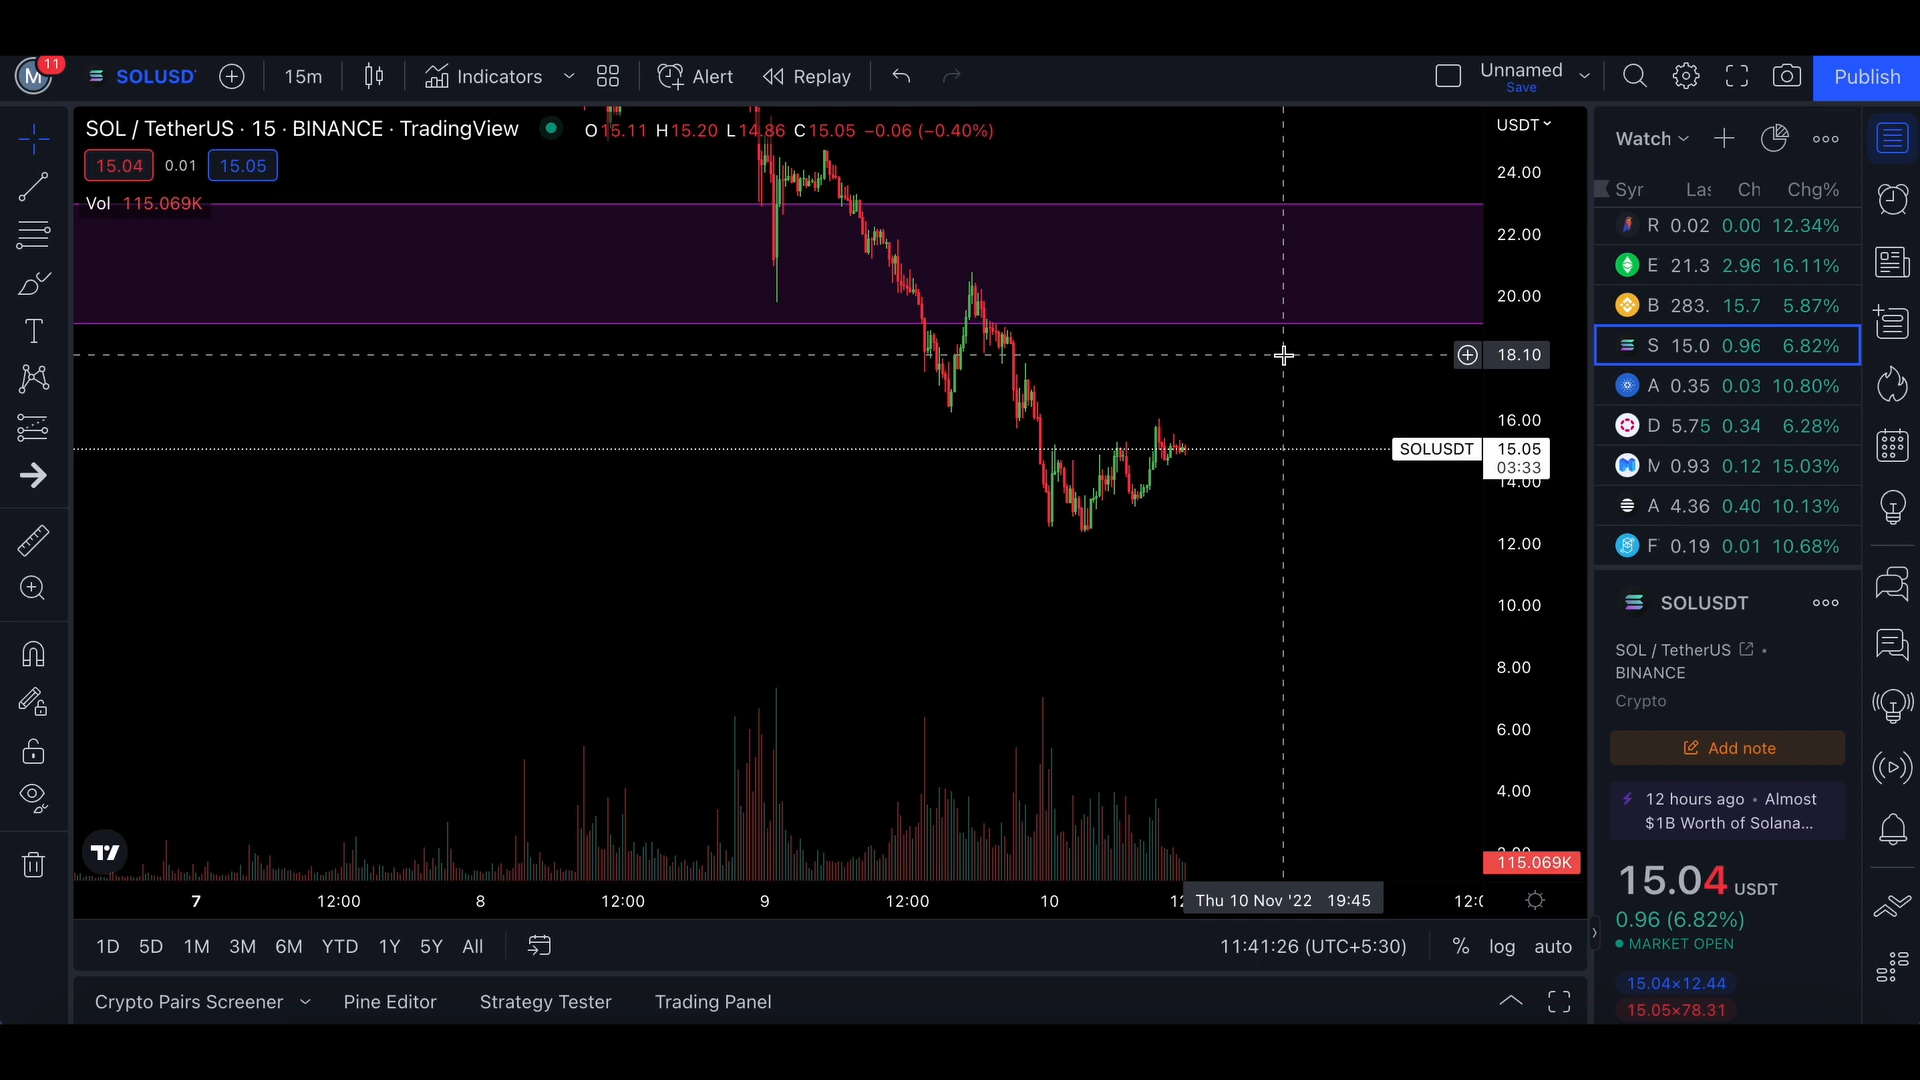 M 11 SOLUSD 15m Indicators Alert Replay Unnamed Publish
Save
SOL / TetherUS · 15 · BINANCE · TradingView O15.11 H15.20 L14.86 C15.05 −0.06 (−0.40%)
15.04 0.01 15.05
Vol 115.069K
USDT
24.00
22.00
20.00
18.10
16.00
SOLUSDT 15.05
03:33
14.00
12.00
10.00
8.00
6.00
4.00
115.069K
7 12:00 8 12:00 9 12:00 10 Thu 10 Nov '22 19:45
1D 5D 1M 3M 6M YTD 1Y 5Y All 11:41:26 (UTC+5:30) % log auto
Crypto Pairs Screener Pine Editor Strategy Tester Trading Panel
Watch
Syr Las Ch Chg%
R 0.02 0.00 12.34%
E 21.3 2.96 16.11%
B 283. 15.7 5.87%
S 15.0 0.96 6.82%
A 0.35 0.03 10.80%
D 5.75 0.34 6.28%
M 0.93 0.12 15.03%
A 4.36 0.40 10.13%
F 0.19 0.01 10.68%
SOLUSDT
SOL / TetherUS •
BINANCE
Crypto
Add note
12 hours ago • Almost
$1B Worth of Solana...
15.04 USDT
0.96 (6.82%)
MARKET OPEN
15.04×12.44
15.05×78.31